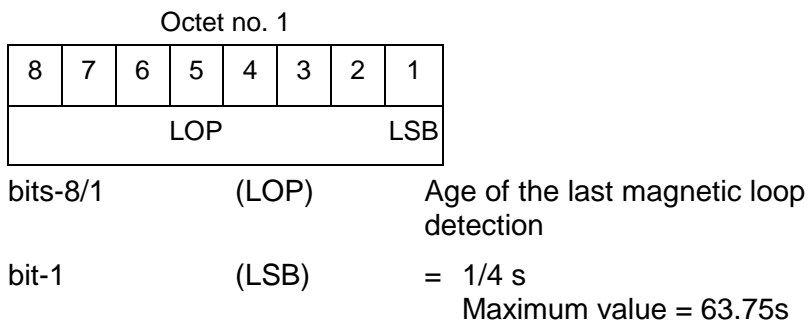 Octet no. 1
8 7 6 5 4 3 2 1
LOP LSB
bits-8/1 (LOP) Age of the last magnetic loop
detection
bit-1 (LSB) = 1/4 s
Maximum value = 63.75s